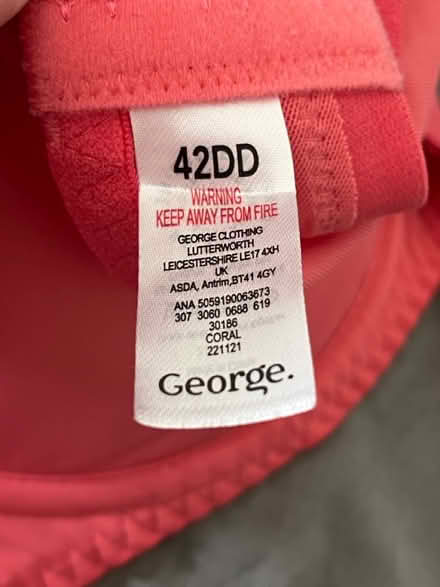 42DD
WARNING
KEEP AWAY FROM FIRE
GEORGE CLOTHING
LUTTERWORTH
LEICESTERSHIRE LE17 4XH
UK
ASDA, Antrim,BT41 4GY
ANA 5059190063673
307 3060 0688 619
30186
CORAL
221121
George.